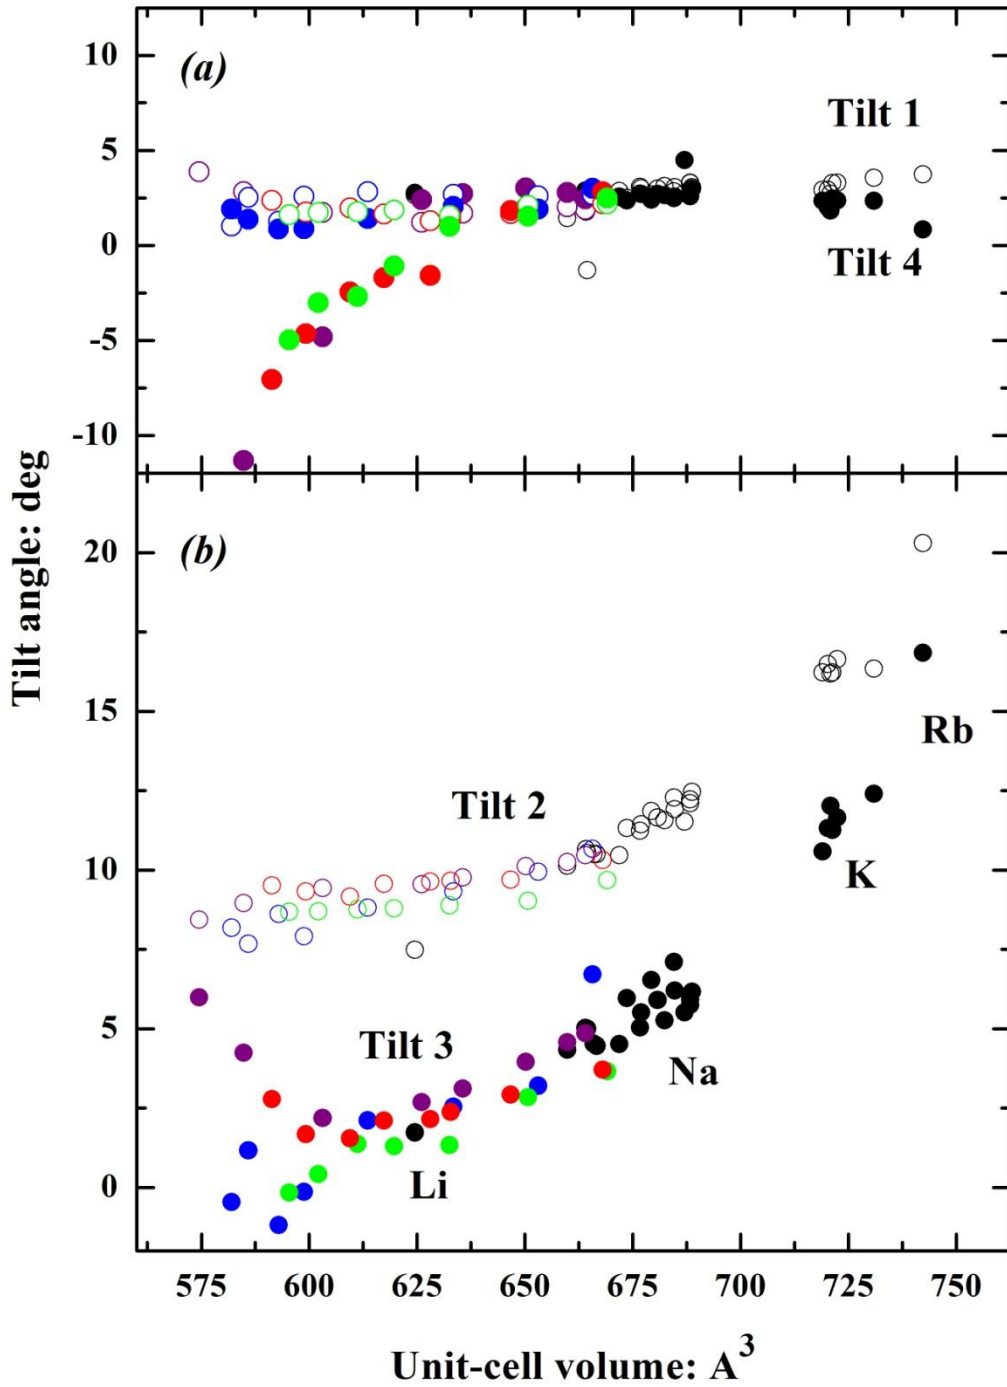 10
(a)
Tilt 1
5
0
Tilt 4
-5
-10
Tilt angle: deg
(b)
20
15
Rb
Tilt 2
10
K
5
Tilt 3
Na
Li
0
575 600 625 650 675 700 725 750
Unit-cell volume: A³